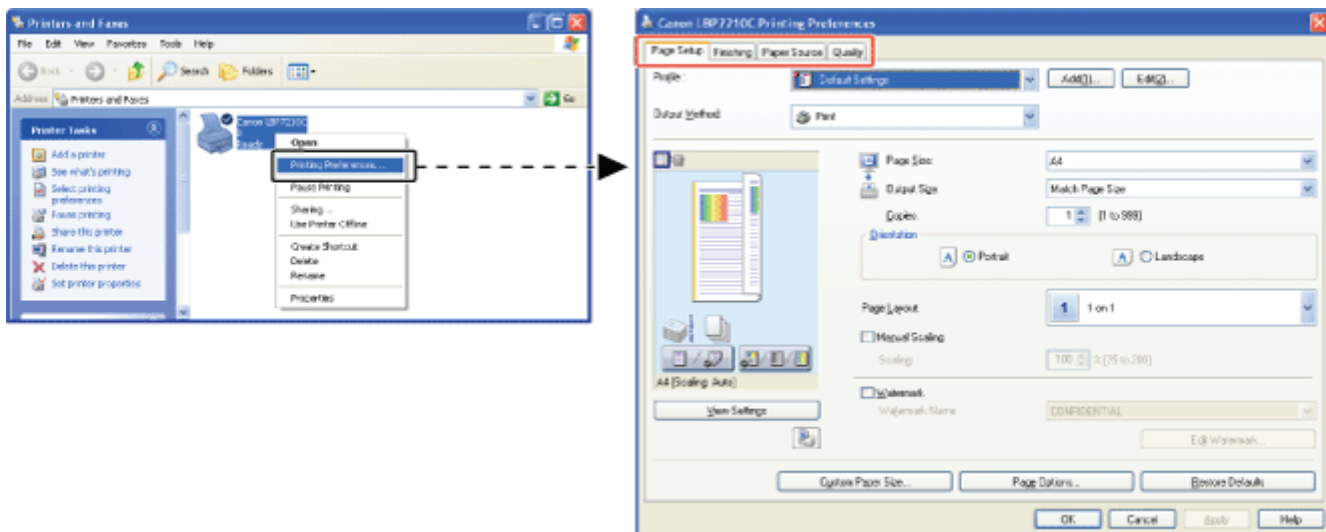 Printers and Faxes
File Edit View Favorites Tools Help
Back Search Folders
Address Printers and Faxes Go
Printer Tasks
Add a printer
See what's printing
Select printing
preferences
Pause printing
Share this printer
Rename this printer
Delete this printer
Set printer properties
Canon LBP7210C
0
Ready
Open
Printing Preferences...
Pause Printing
Sharing...
Use Printer Offline
Create Shortcut
Delete
Rename
Properties
Canon LBP7210C Printing Preferences
Page Setup Finishing Paper Source Quality
Profile: Default Settings Add(1)... Edit(2)...
Output Method: Print
Page Size: A4
Output Size: Match Page Size
Copies: 1 [1 to 999]
Orientation
A Portrait A Landscape
Page Layout: 1 1 on 1
Manual Scaling
Scaling: 100 % [25 to 200]
A4 [Scaling: Auto]
Watermark
View Settings
Watermark Name: CONFIDENTIAL
Edit Watermark...
Custom Paper Size... Page Options... Restore Defaults
OK Cancel Apply Help